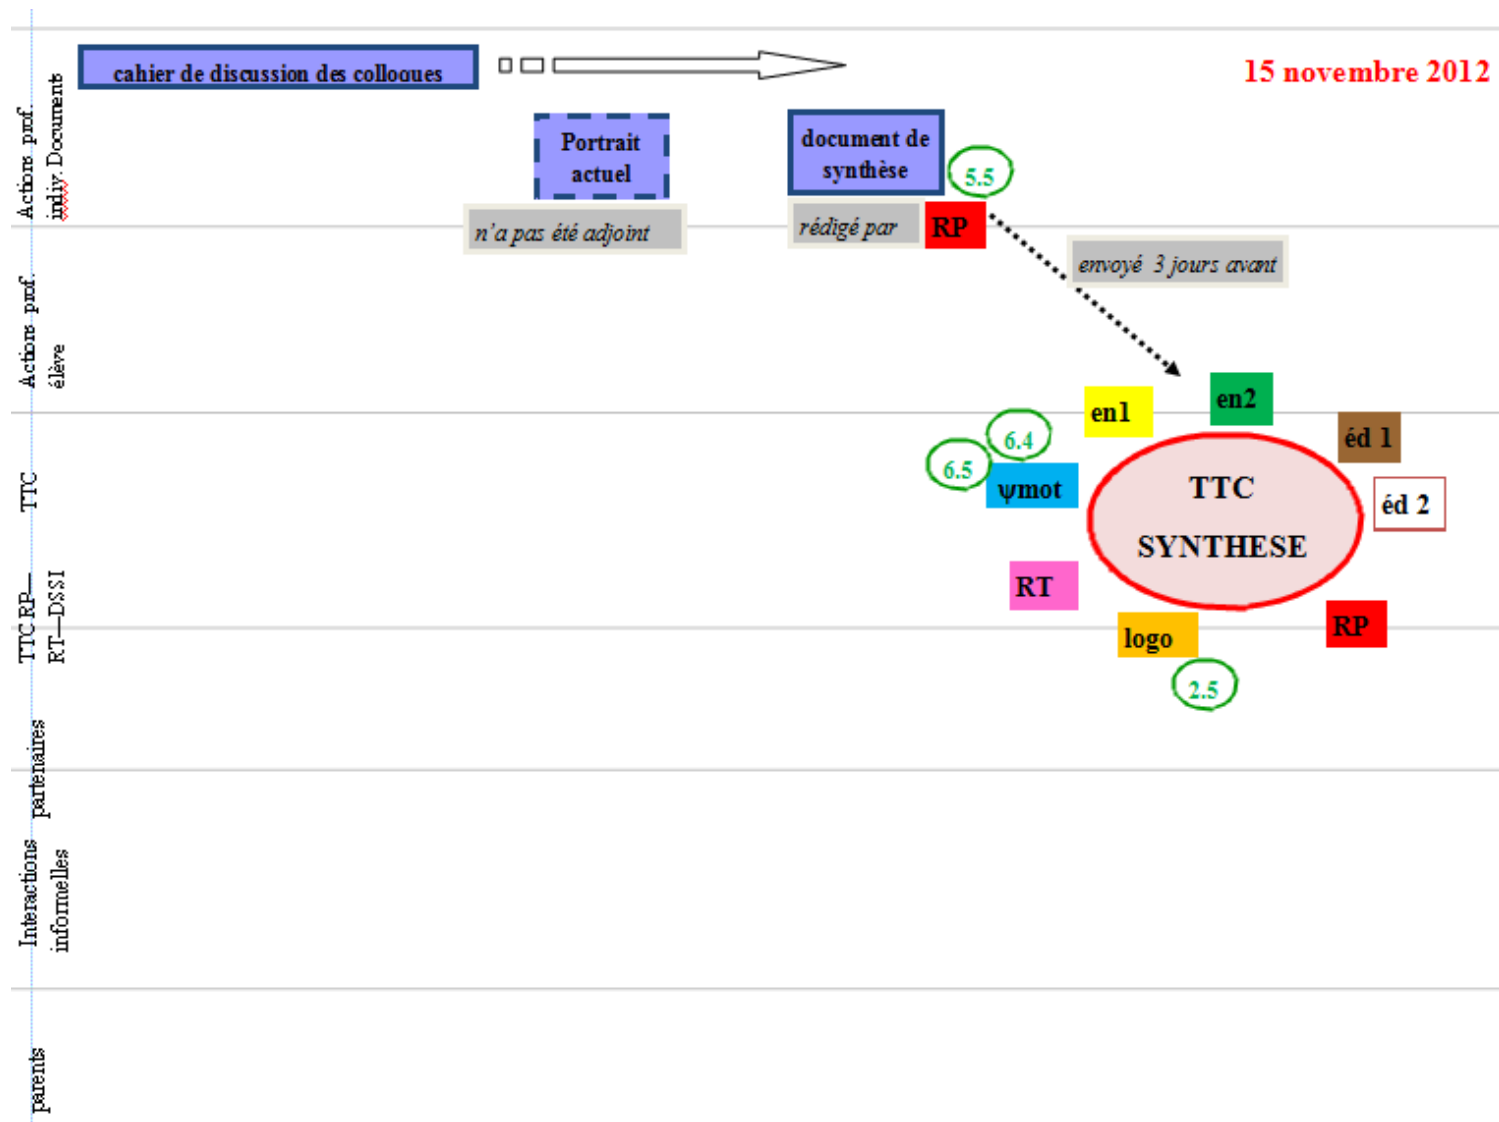 cahier de discussion des colloques
15 novembre 2012
Portrait
actuel
document de
synthèse
5.5
n'a pas été adjoint
rédigé par
RP
envoyé 3 jours avant
en1
en2
éd 1
6.4
6.5
ψmot
TTC
SYNTHESE
éd 2
RT
logo
RP
2.5
Actions prof.
indiv. Documents
Actions prof.
élève
TTC
TTC RP—
RT—DSSI
partenaires
Interactions
informelles
parents